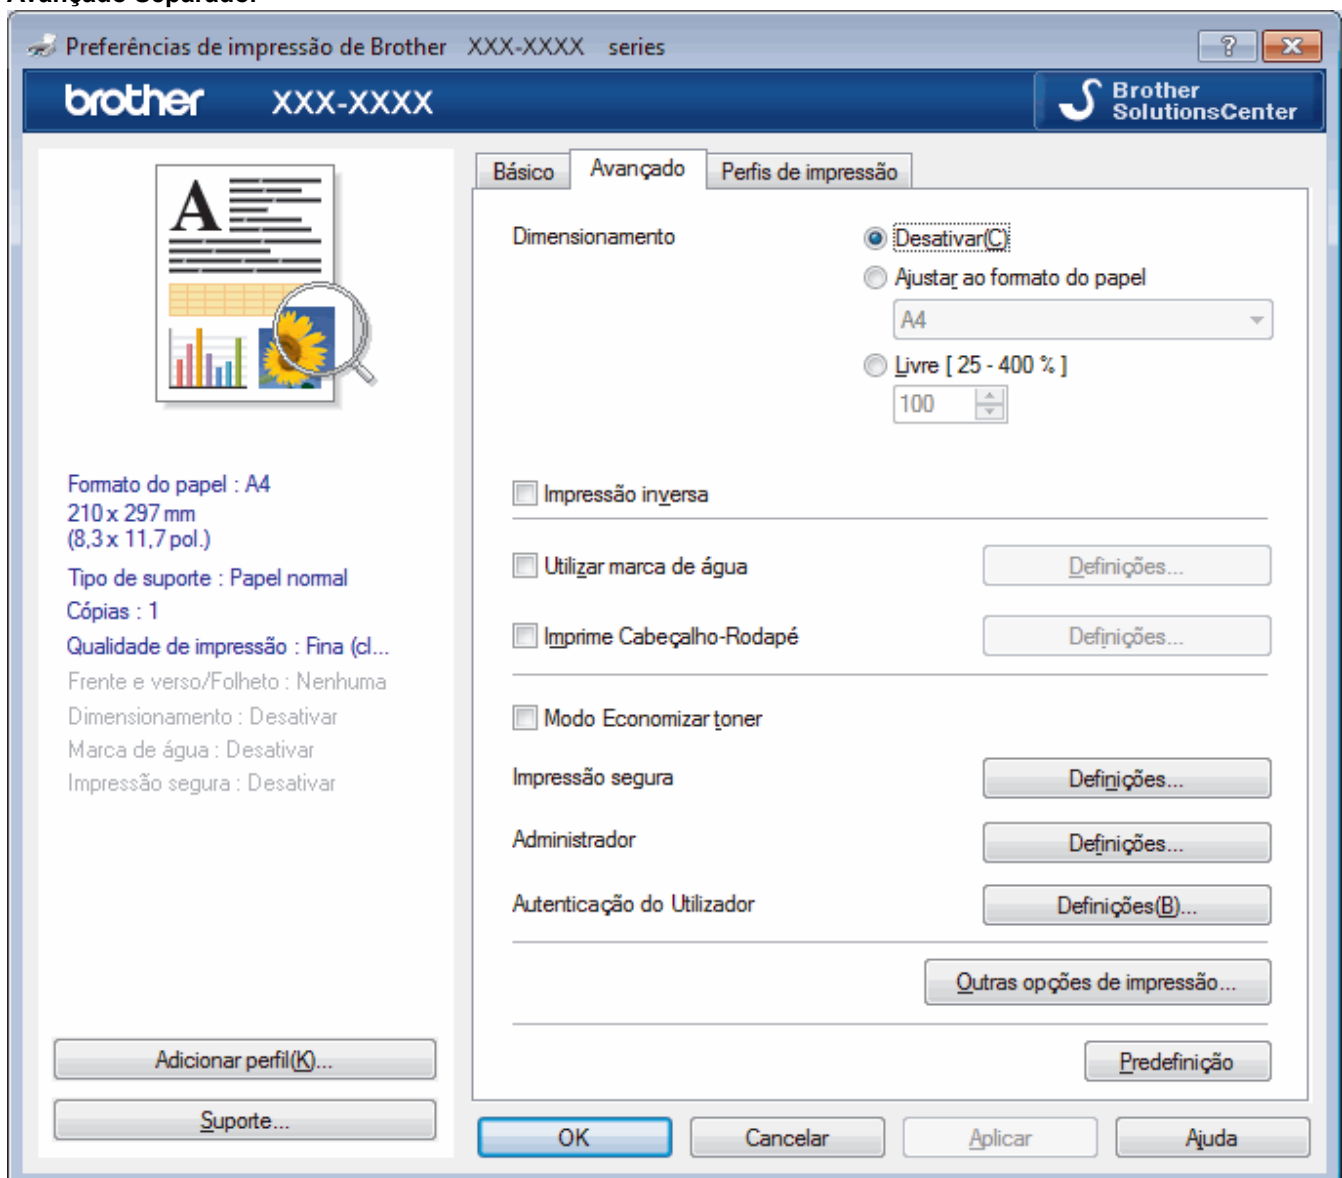 Avançado Separador
Preferências de impressão de Brother XXX-XXXX series
brother XXX-XXXX
Brother
SolutionsCenter
Básico Avançado Perfis de impressão
A
Formato do papel : A4
210 x 297 mm
(8,3 x 11,7 pol.)
Tipo de suporte : Papel normal
Cópias : 1
Qualidade de impressão : Fina (cl...
Frente e verso/Folheto : Nenhuma
Dimensionamento : Desativar
Marca de água : Desativar
Impressão segura : Desativar
Adicionar perfil(K)...
Suporte...
Dimensionamento
Desativar(C)
Ajustar ao formato do papel
A4
Livre [ 25 - 400 % ]
100
Impressão inversa
Utilizar marca de água Definições...
Imprime Cabeçalho-Rodapé Definições...
Modo Economizar toner
Impressão segura Definições...
Administrador Definições...
Autenticação do Utilizador Definições(B)...
Outras opções de impressão...
Predefinição
OK Cancelar Aplicar Ajuda